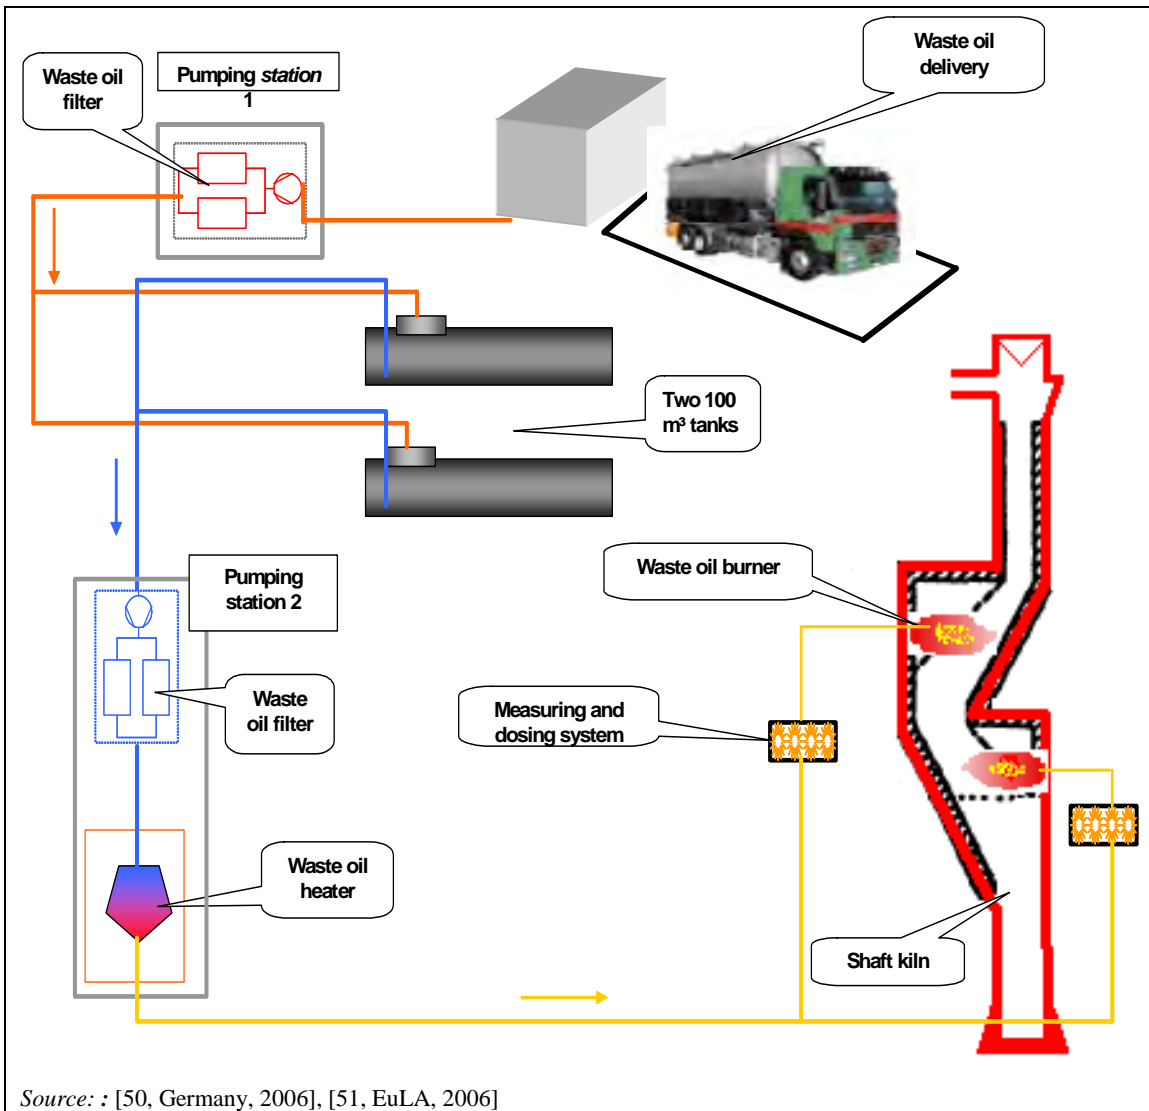 Waste oil
filter
Pumping station
1
Waste oil
delivery
Two 100
m³ tanks
Waste oil burner
Pumping
station 2
Waste
oil filter
Measuring and
dosing system
Waste oil
heater
Shaft kiln
Source: : [50, Germany, 2006], [51, EuLA, 2006]